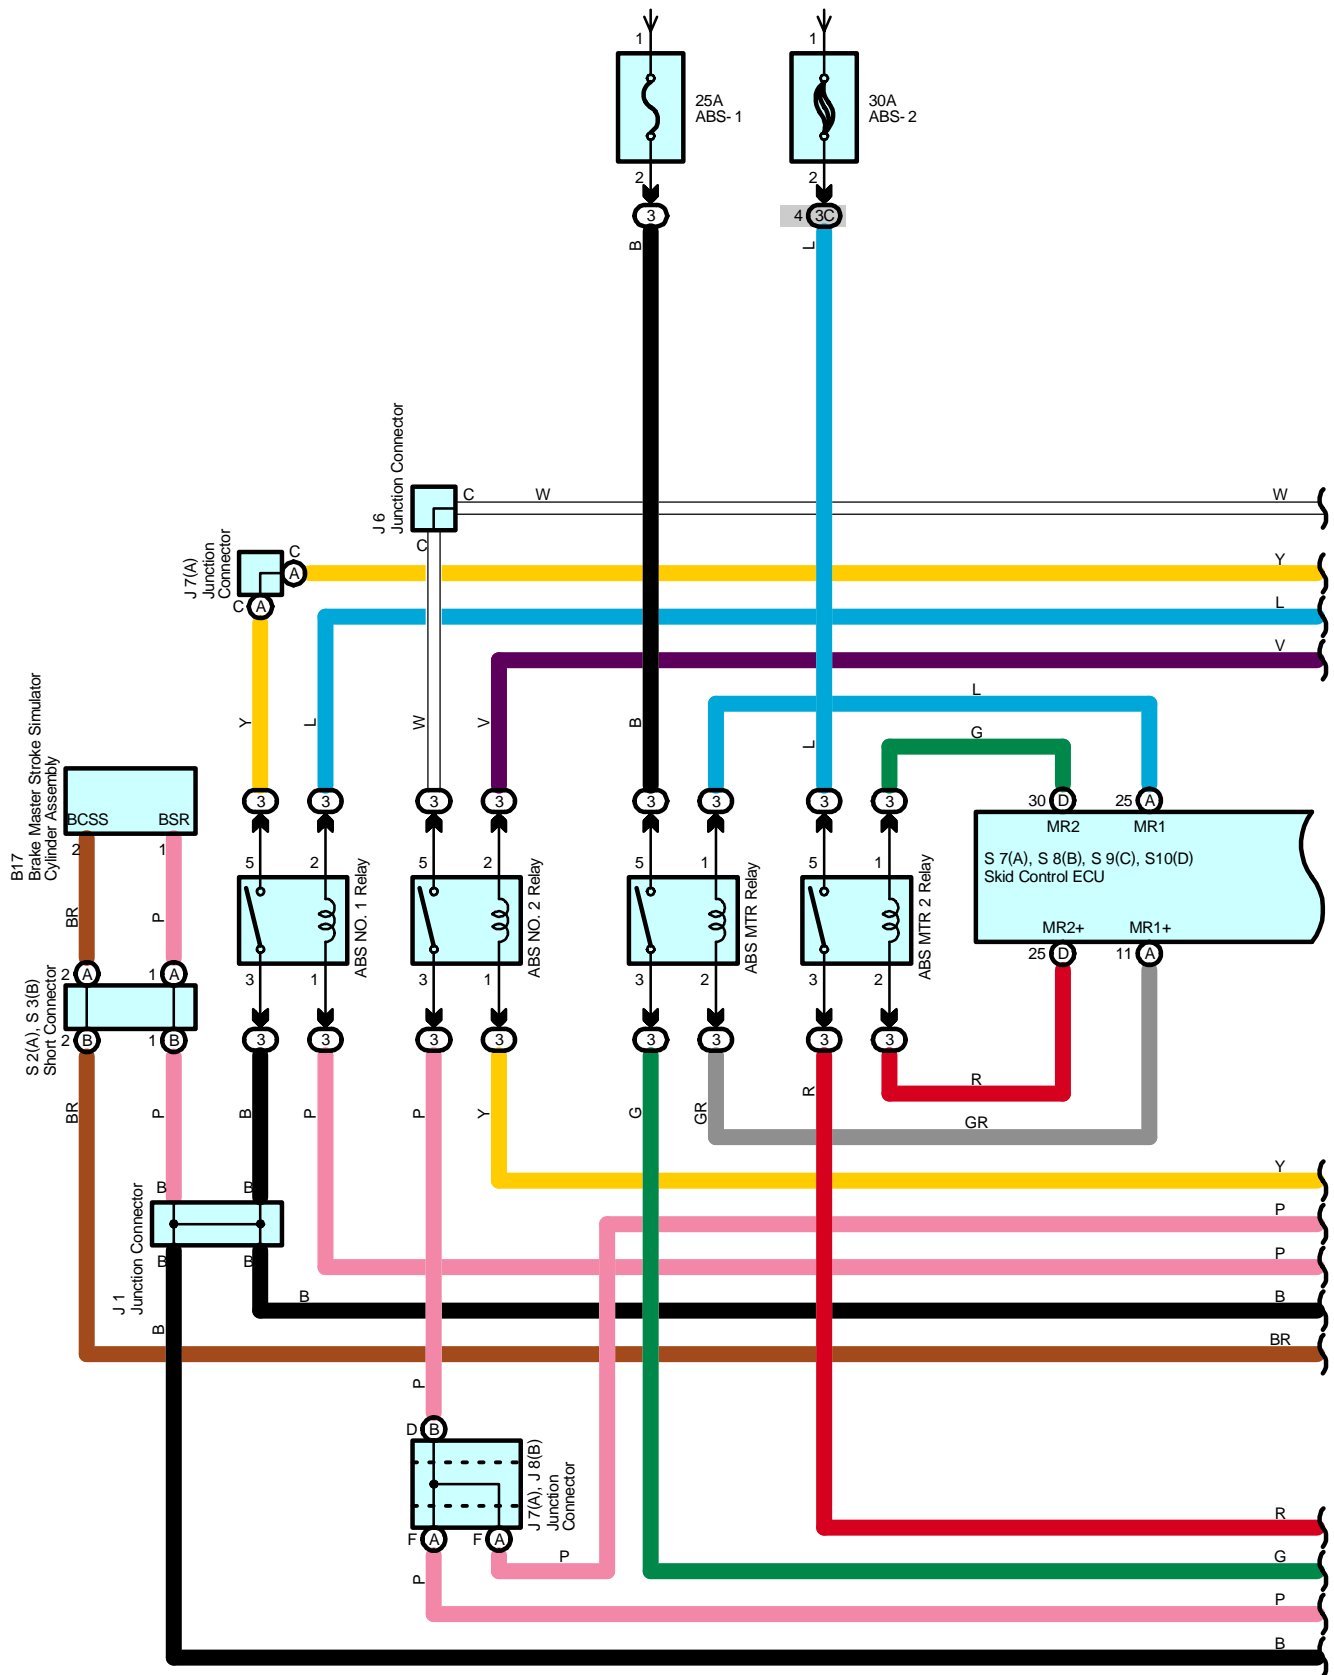 1
1
25A
ABS- 1
30A
ABS- 2
2
2
3
4 3C
B
L
J 6
Junction Connector
C
W
W
C
J 7(A)
Junction
Connector
C
A
Y
C A
L
V
Y
L
W
V
B
L
L
G
B17
Brake Master Stroke Simulator
Cylinder Assembly
BCSS
BSR
2
1
3
3
3
3
3
3
3
3
30 D
25 A
MR2
MR1
5
2
5
2
5
1
5
1
S 7(A), S 8(B), S 9(C), S10(D)
Skid Control ECU
ABS NO. 1 Relay
ABS NO. 2 Relay
ABS MTR Relay
ABS MTR 2 Relay
BR
P
MR2+
MR1+
25 D
11 A
2 A
1 A
3
1
3
1
3
2
3
2
S 2(A), S 3(B)
Short Connector
2 B
1 B
3
3
3
3
3
3
3
3
BR
P
B
P
P
Y
G
GR
R
R
GR
Y
J 1
Junction Connector
B
B
P
B
B
P
B
B
B
BR
B
P
D B
J 7(A), J 8(B)
Junction
Connector
F A
F A
P
P
R
G
P
B